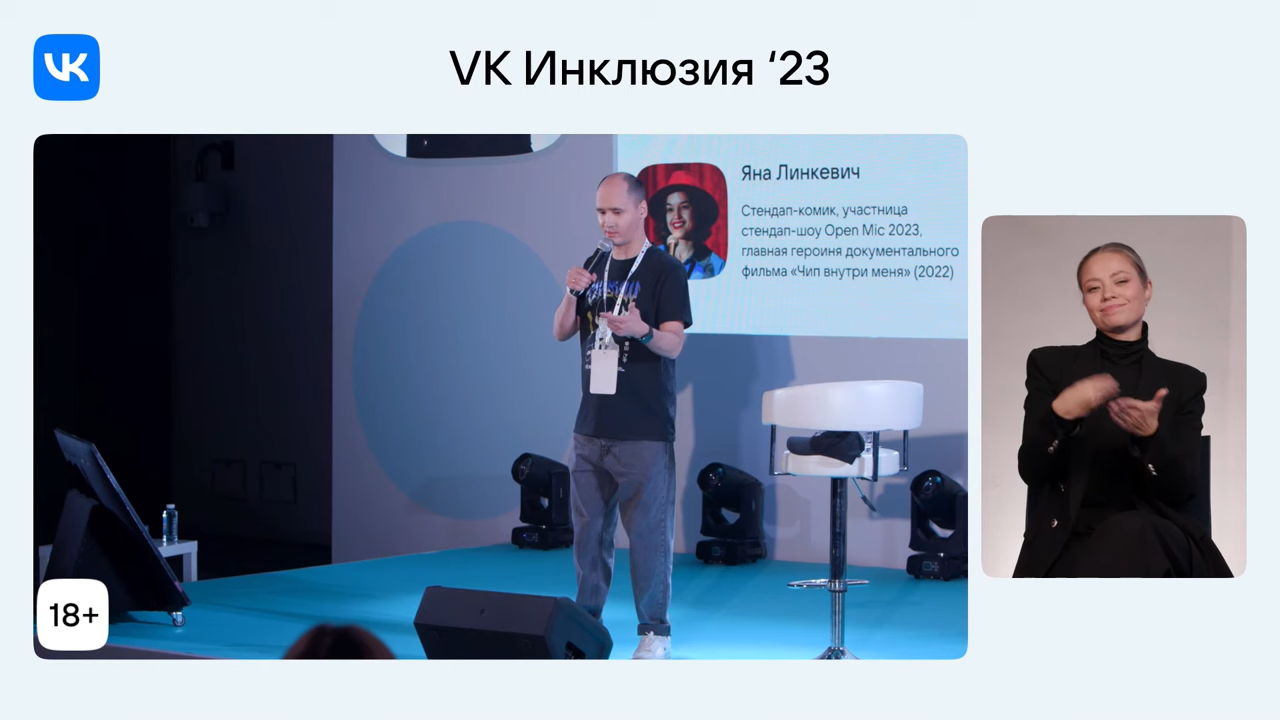 VK
VK Инклюзия ‘23
Яна Линкевич
Стендап-комик, участница
стендап-шоу Open Mic 2023,
главная героиня документального
фильма «Чип внутри меня» (2022)
18+